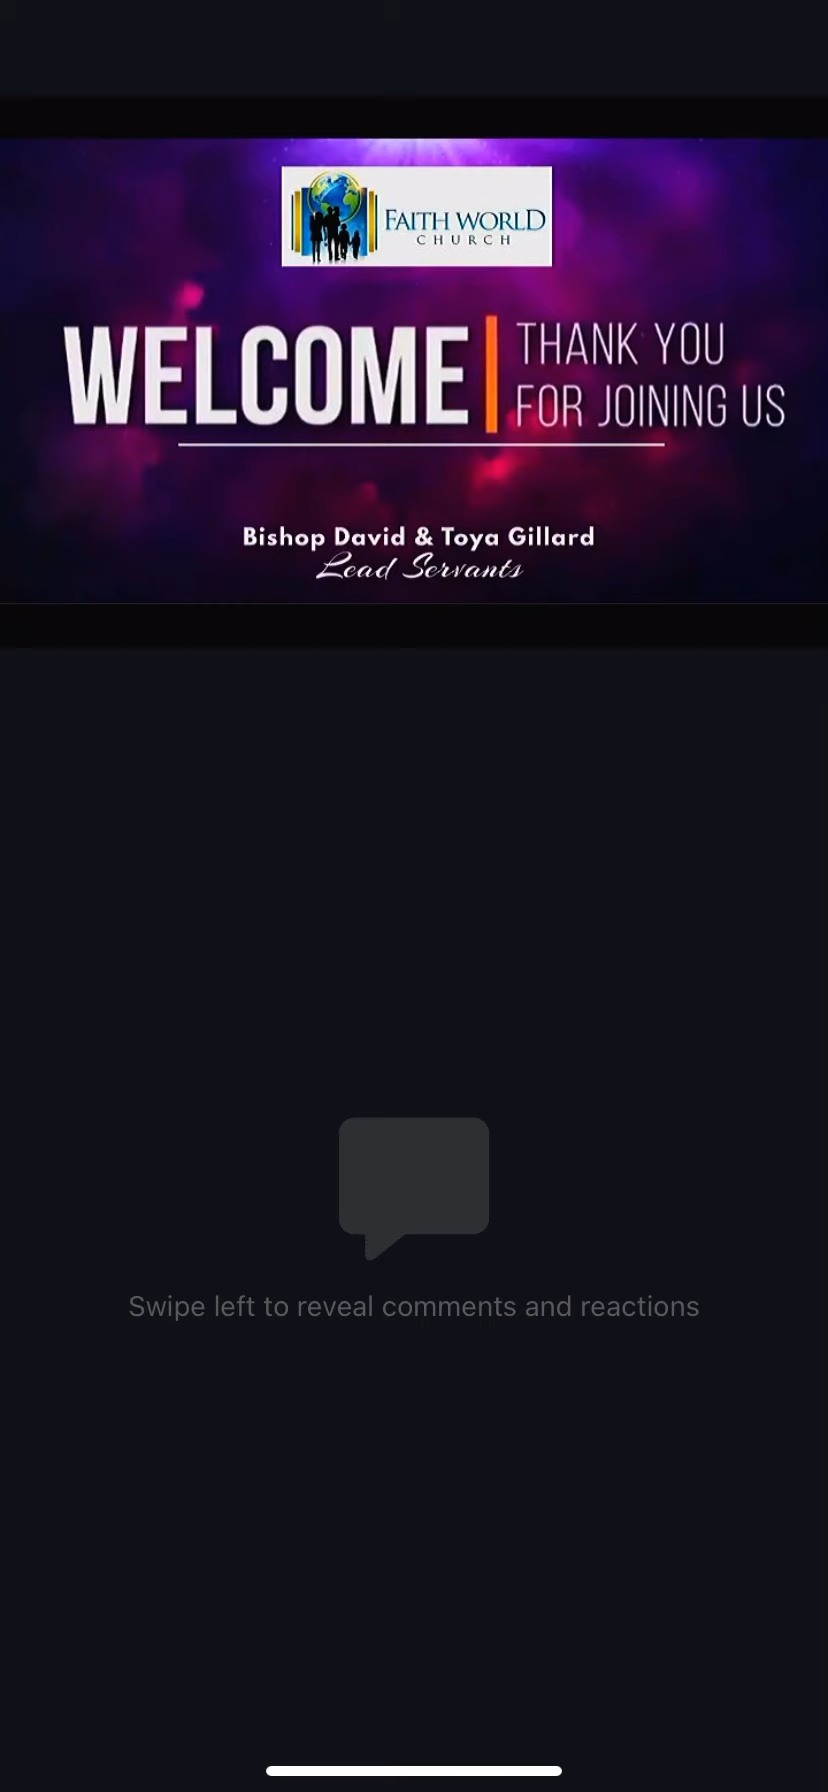 FAITH WORLD
CHURCH
WELCOME
THANK YOU
FOR JOINING US
Bishop David & Toya Gillard
Lead Servants
Swipe left to reveal comments and reactions